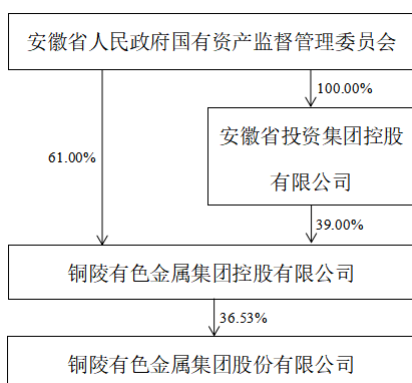 安徽省人民政府国有资产监督管理委员会
100.00%
安徽省投资集团控股
有限公司
61.00%
39.00%
铜陵有色金属集团控股有限公司
36.53%
铜陵有色金属集团股份有限公司